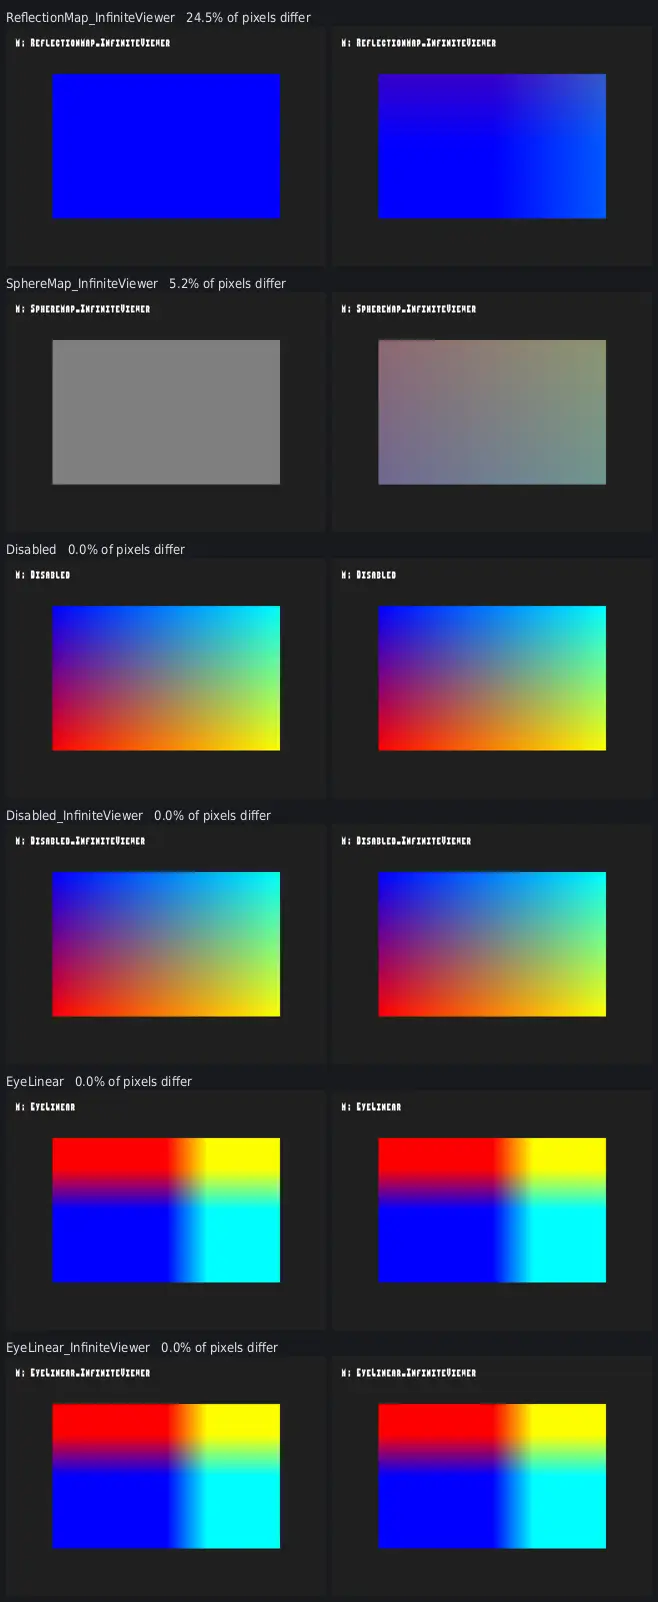 ReflectionMap_InfiniteViewer 24.5% of pixels differ
N: ReflectionMap_InfiniteViewer N: ReflectionMap_InfiniteViewer
SphereMap_InfiniteViewer 5.2% of pixels differ
N: SphereMap_InfiniteViewer N: SphereMap_InfiniteViewer
Disabled 0.0% of pixels differ
N: Disabled N: Disabled
Disabled_InfiniteViewer 0.0% of pixels differ
N: Disabled_InfiniteViewer N: Disabled_InfiniteViewer
EyeLinear 0.0% of pixels differ
N: EyeLinear N: EyeLinear
EyeLinear_InfiniteViewer 0.0% of pixels differ
N: EyeLinear_InfiniteViewer N: EyeLinear_InfiniteViewer